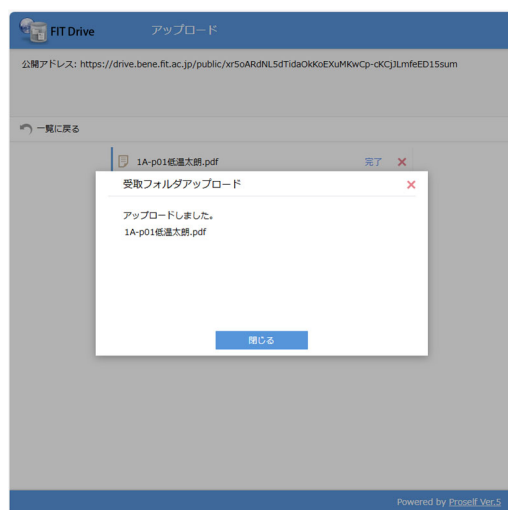 FIT Drive アップロード
公開アドレス: https://drive.bene.fit.ac.jp/public/xr5oARdNL5dTidaOkKoEXuMKwCp-cKCjJLmfeED15sum
一覧に戻る
1A-p01低温太朗.pdf 完了
受取フォルダアップロード
アップロードしました。
1A-p01低温太朗.pdf
閉じる
Powered by Proself Ver.5